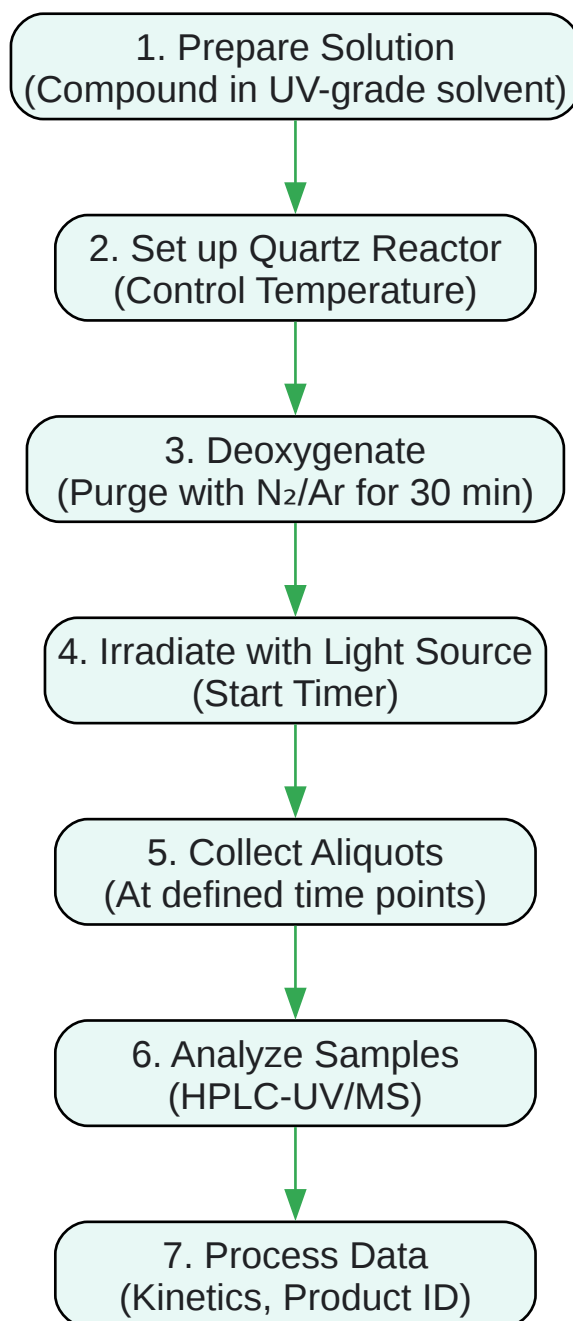 1. Prepare Solution
(Compound in UV-grade solvent)
2. Set up Quartz Reactor
(Control Temperature)
3. Deoxygenate
(Purge with N₂/Ar for 30 min)
4. Irradiate with Light Source
(Start Timer)
5. Collect Aliquots
(At defined time points)
6. Analyze Samples
(HPLC-UV/MS)
7. Process Data
(Kinetics, Product ID)